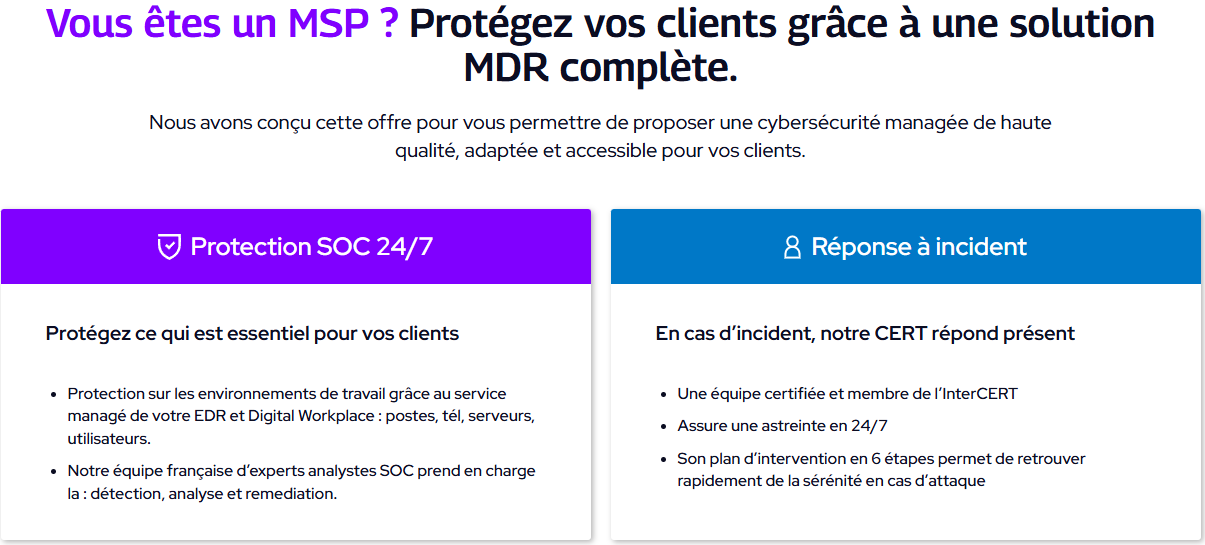 Vous êtes un MSP ? Protégez vos clients grâce à une solution
MDR complète.
Nous avons conçu cette offre pour vous permettre de proposer une cybersécurité managée de haute
qualité, adaptée et accessible pour vos clients.
Protection SOC 24/7
Protégez ce qui est essentiel pour vos clients
• Protection sur les environnements de travail grâce au service
managé de votre EDR et Digital Workplace : postes, tél, serveurs,
utilisateurs.
• Notre équipe française d’experts analystes SOC prend en charge
la : détection, analyse et remediation.
Réponse à incident
En cas d’incident, notre CERT répond présent
• Une équipe certifiée et membre de l’InterCERT
• Assure une astreinte en 24/7
• Son plan d’intervention en 6 étapes permet de retrouver
rapidement de la sérénité en cas d’attaque